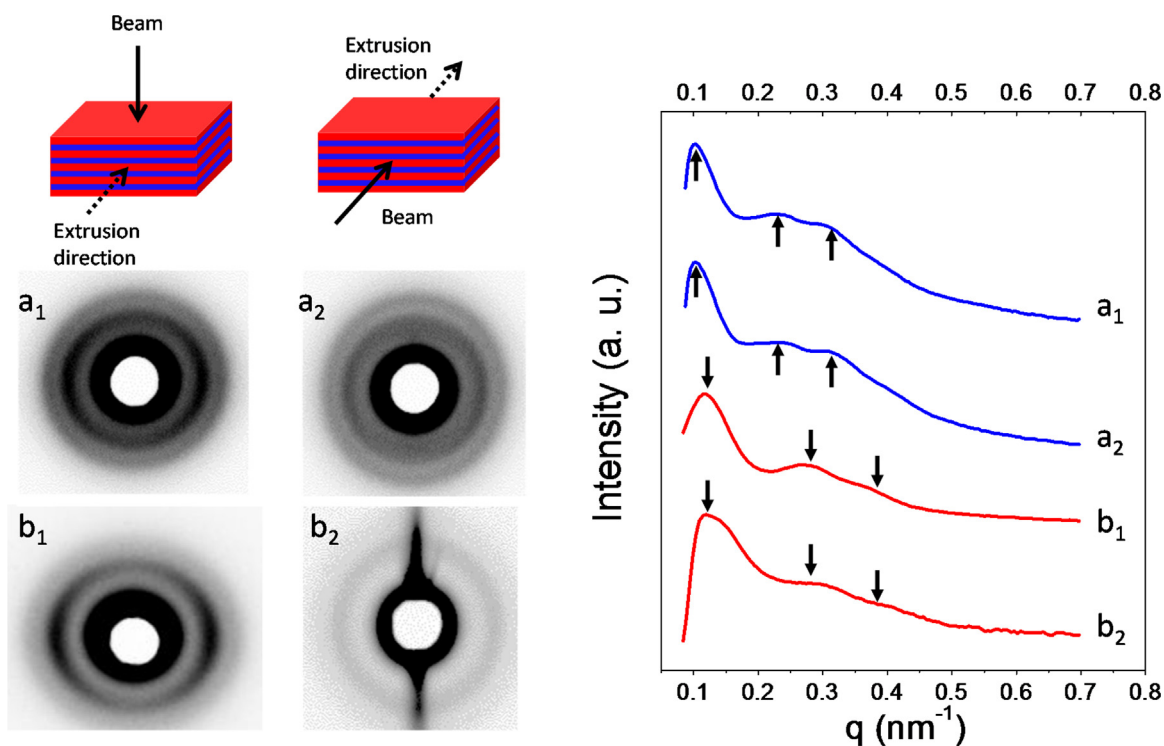 Beam
Extrusion
direction
Extrusion
direction
Beam
a1
a2
b1
b2
0.1 0.2 0.3 0.4 0.5 0.6 0.7 0.8
Intensity (a. u.)
a1
a2
b1
b2
0.1 0.2 0.3 0.4 0.5 0.6 0.7 0.8
q (nm-1)